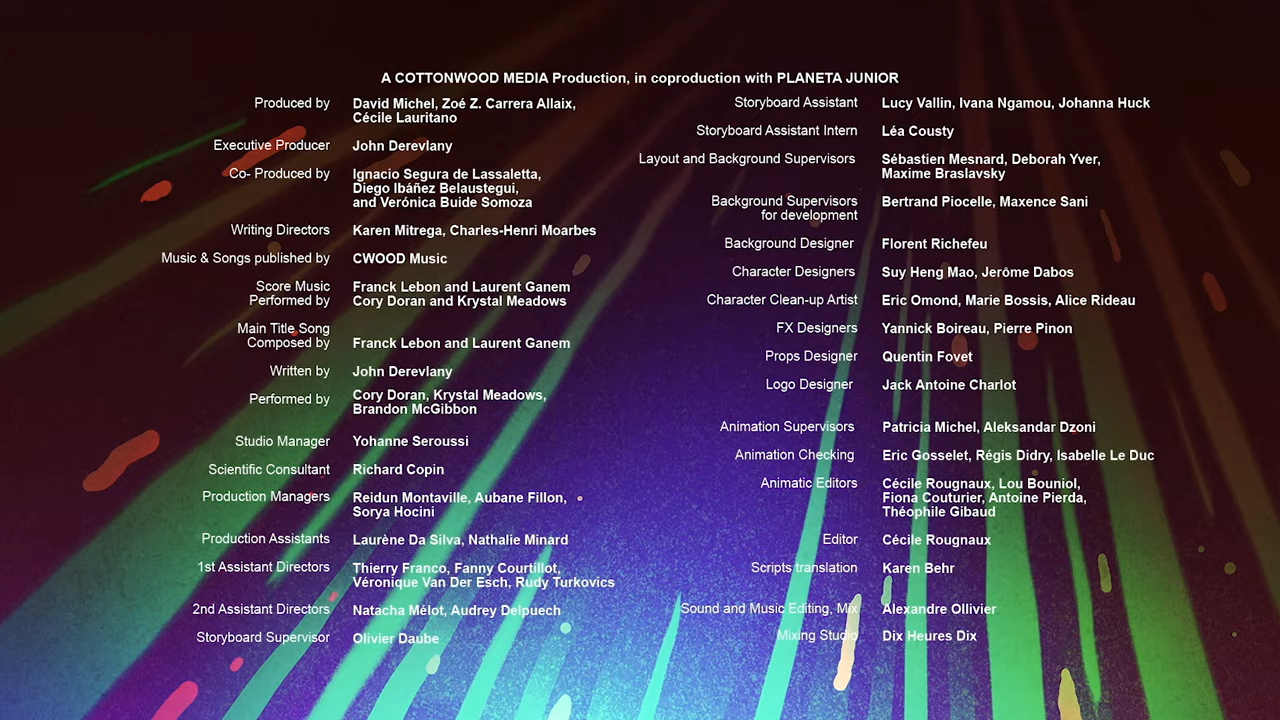 A COTTONWOOD MEDIA Production, in coproduction with PLANETA JUNIOR
Produced by David Michel, Zoé Z. Carrera Allaix,
Cécile Lauritano
Executive Producer John Derevlany
Co- Produced by Ignacio Segura de Lassaletta,
Diego Ibáñez Belaustegui,
and Verónica Buide Somoza
Writing Directors Karen Mitrega, Charles-Henri Moarbes
Music & Songs published by CWOOD Music
Score Music Franck Lebon and Laurent Ganem
Performed by Cory Doran and Krystal Meadows
Main Title Song
Composed by Franck Lebon and Laurent Ganem
Written by John Derevlany
Performed by Cory Doran, Krystal Meadows,
Brandon McGibbon
Studio Manager Yohanne Seroussi
Scientific Consultant Richard Copin
Production Managers Reidun Montaville, Aubane Fillon,
Sorya Hocini
Production Assistants Laurène Da Silva, Nathalie Minard
1st Assistant Directors Thierry Franco, Fanny Courtillot,
Véronique Van Der Esch, Rudy Turkovics
2nd Assistant Directors Natacha Mélot, Audrey Delpuech
Storyboard Supervisor Olivier Daube
Storyboard Assistant Lucy Vallin, Ivana Ngamou, Johanna Huck
Storyboard Assistant Intern Léa Cousty
Layout and Background Supervisors Sébastien Mesnard, Deborah Yver,
Maxime Braslavsky
Background Supervisors Bertrand Piocelle, Maxence Sani
for development
Background Designer Florent Richefeu
Character Designers Suy Heng Mao, Jerôme Dabos
Character Clean-up Artist Eric Omond, Marie Bossis, Alice Rideau
FX Designers Yannick Boireau, Pierre Pinon
Props Designer Quentin Fovet
Logo Designer Jack Antoine Charlot
Animation Supervisors Patricia Michel, Aleksandar Dzoni
Animation Checking Eric Gosselet, Régis Didry, Isabelle Le Duc
Animatic Editors Cécile Rougnaux, Lou Bouniol,
Fiona Couturier, Antoine Pierda,
Théophile Gibaud
Editor Cécile Rougnaux
Scripts translation Karen Behr
Sound and Music Editing, Mix Alexandre Ollivier
Mixing Studio Dix Heures Dix